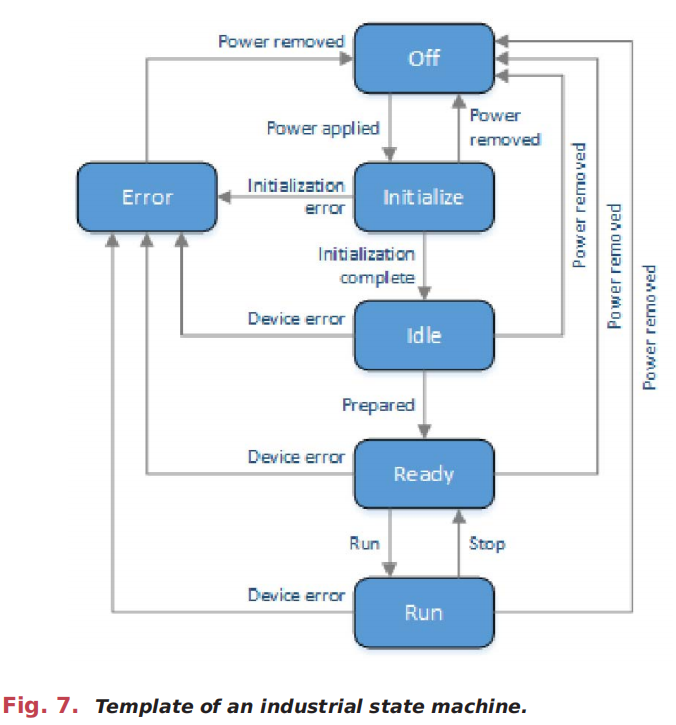 Power removed
Off
Power applied
Power
removed
Error
Initialization
error
Initialize
Initialization
complete
Device error
Idle
Power removed
Power removed
Power removed
Prepared
Device error
Ready
Run
Stop
Device error
Run
Fig. 7. Template of an industrial state machine.